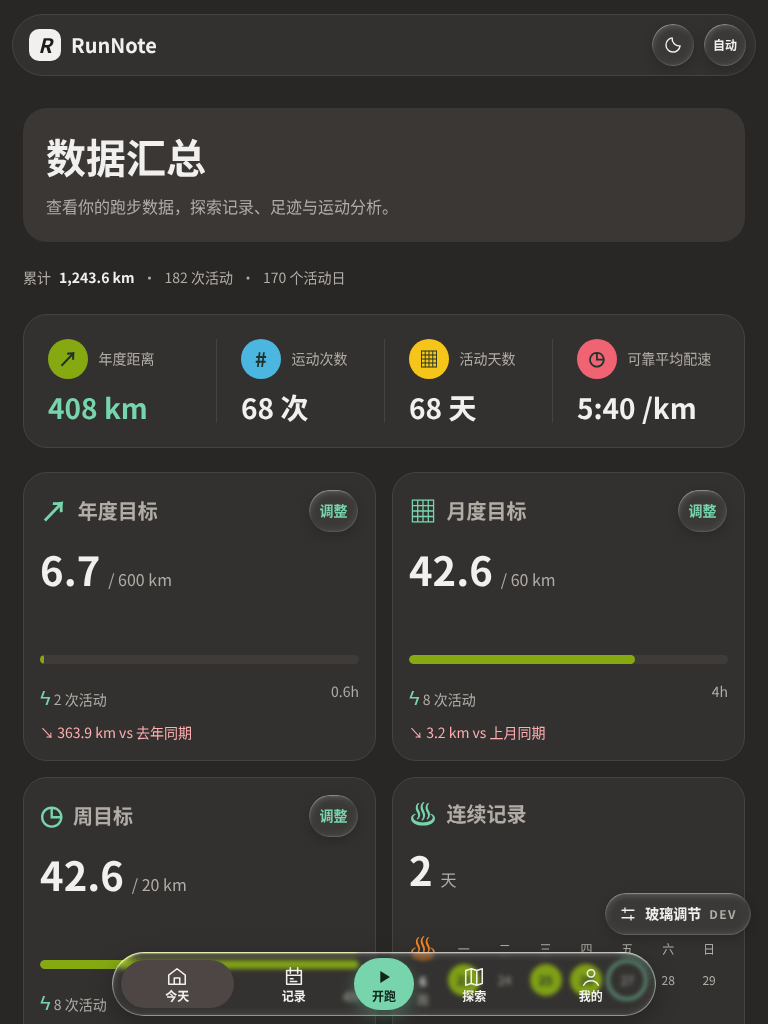 R RunNote
自动
数据汇总
查看你的跑步数据，探索记录、足迹与运动分析。
累计 1,243.6 km • 182 次活动 • 170 个活动日
年度距离
408 km
# 运动次数
68 次
活动天数
68 天
可靠平均配速
5:40 /km
年度目标
调整
6.7 / 600 km
2 次活动
0.6h
↘ 363.9 km vs 去年同期
月度目标
调整
42.6 / 60 km
8 次活动
4h
↘ 3.2 km vs 上月同期
周目标
调整
42.6 / 20 km
8 次活动
连续记录
2 天
玻璃调节 DEV
一 二 三 四 五 六 日
27 28 29
今天
记录
开跑
探索
我的